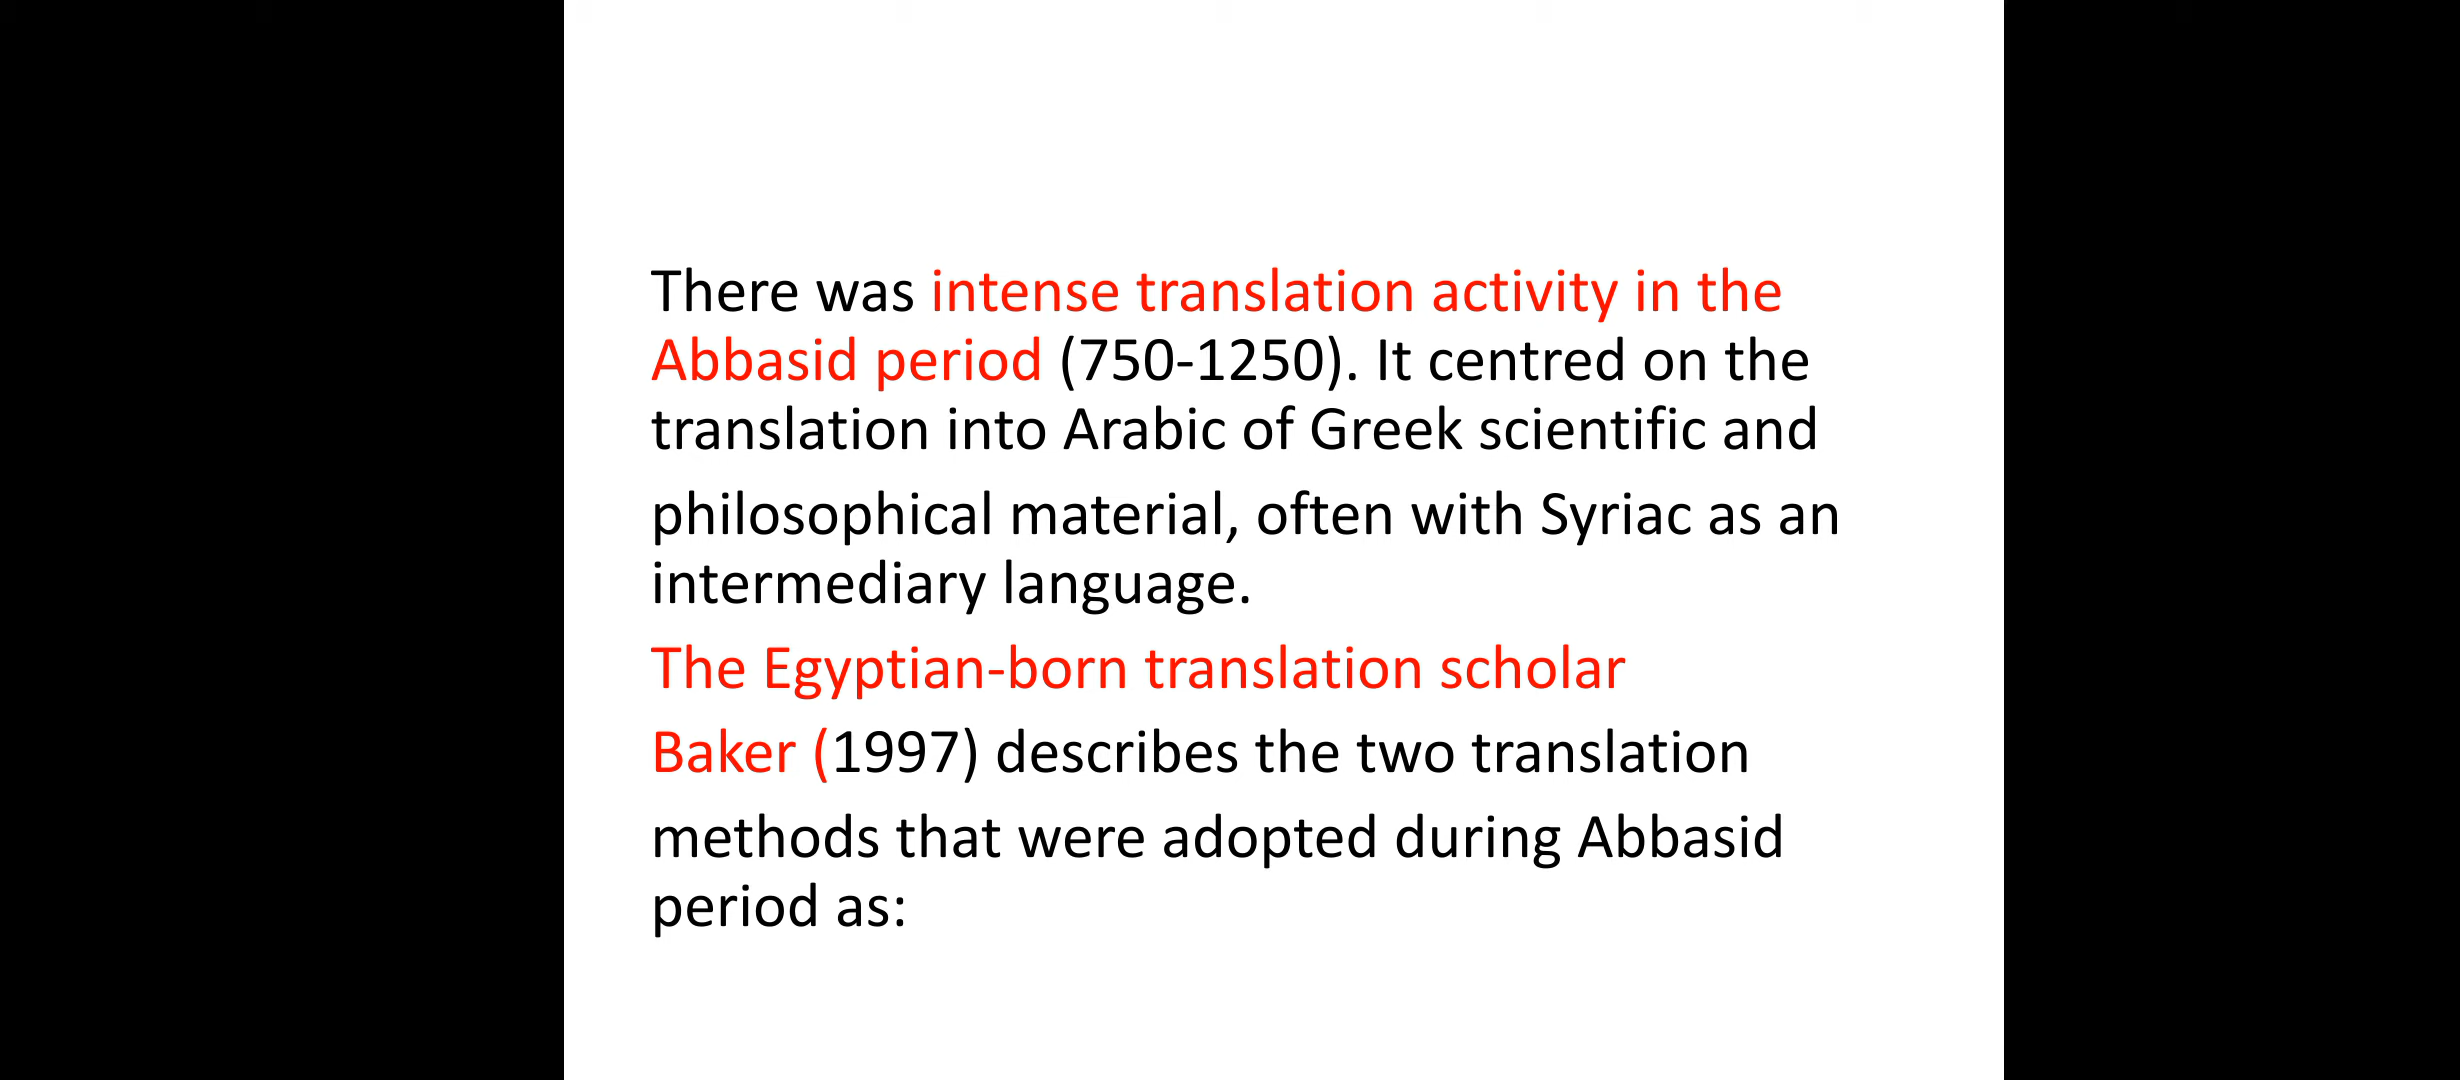 There was intense translation activity in the
Abbasid period (750-1250). It centred on the
translation into Arabic of Greek scientific and
philosophical material, often with Syriac as an
intermediary language.
The Egyptian-born translation scholar
Baker (1997) describes the two translation
methods that were adopted during Abbasid
period as: